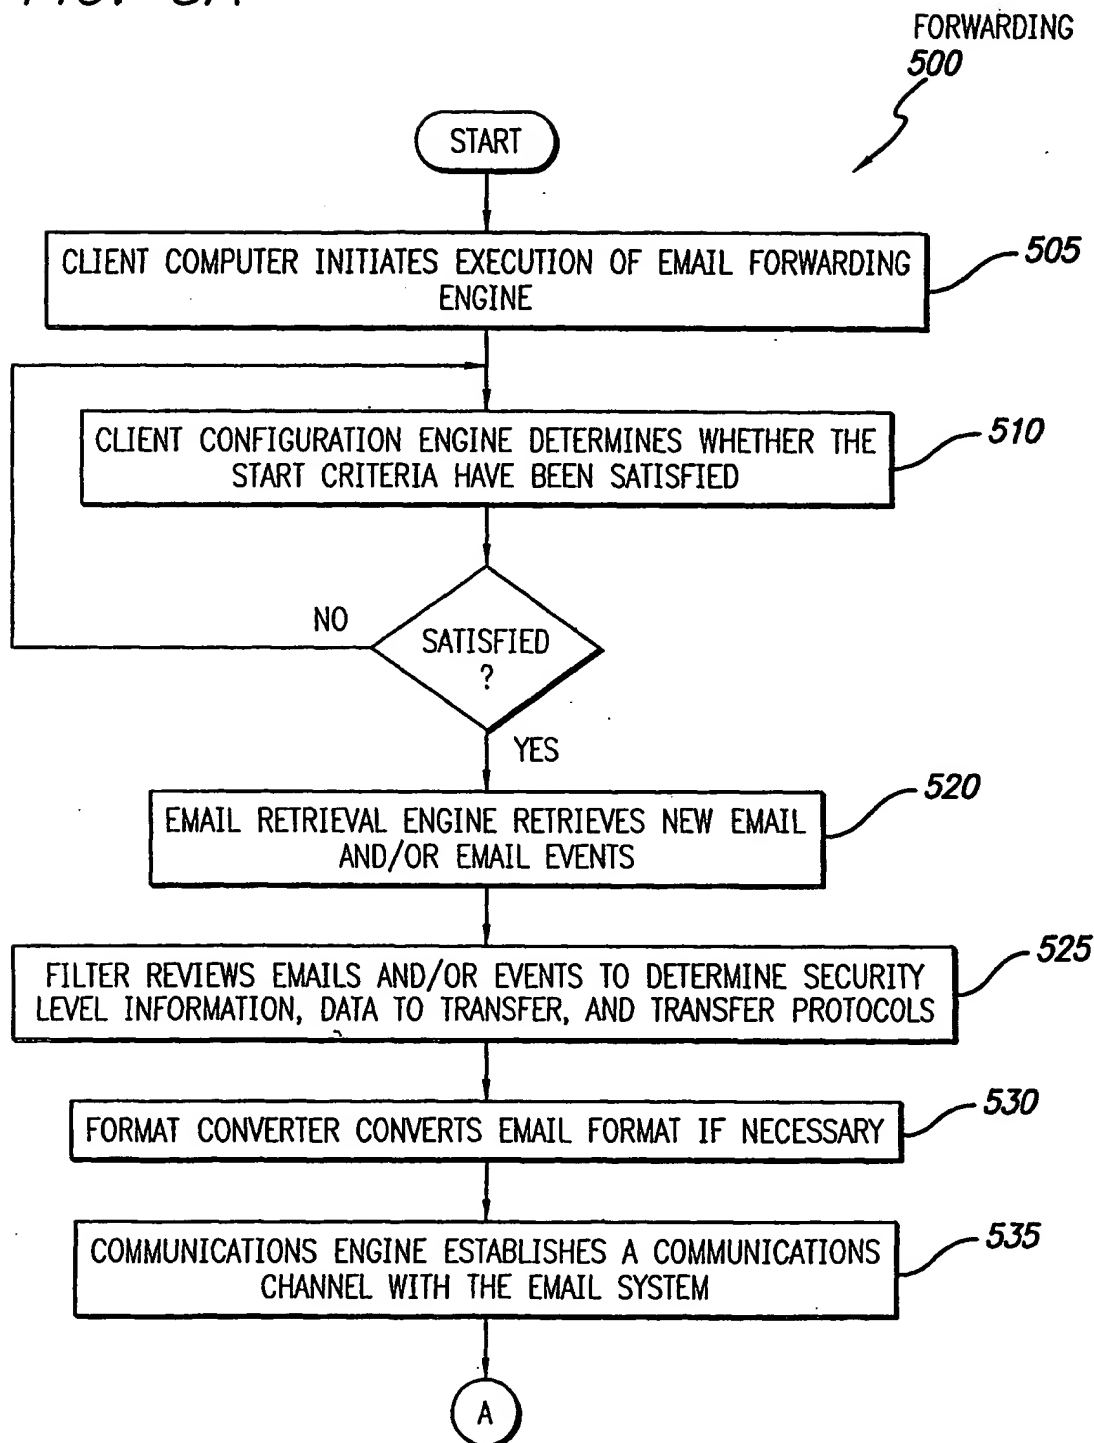 FORWARDING
500
START
CLIENT COMPUTER INITIATES EXECUTION OF EMAIL FORWARDING
ENGINE
505
CLIENT CONFIGURATION ENGINE DETERMINES WHETHER THE
START CRITERIA HAVE BEEN SATISFIED
510
NO
SATISFIED
?
YES
EMAIL RETRIEVAL ENGINE RETRIEVES NEW EMAIL
AND/OR EMAIL EVENTS
520
FILTER REVIEWS EMAILS AND/OR EVENTS TO DETERMINE SECURITY
LEVEL INFORMATION, DATA TO TRANSFER, AND TRANSFER PROTOCOLS
525
FORMAT CONVERTER CONVERTS EMAIL FORMAT IF NECESSARY
530
COMMUNICATIONS ENGINE ESTABLISHES A COMMUNICATIONS
CHANNEL WITH THE EMAIL SYSTEM
535
A